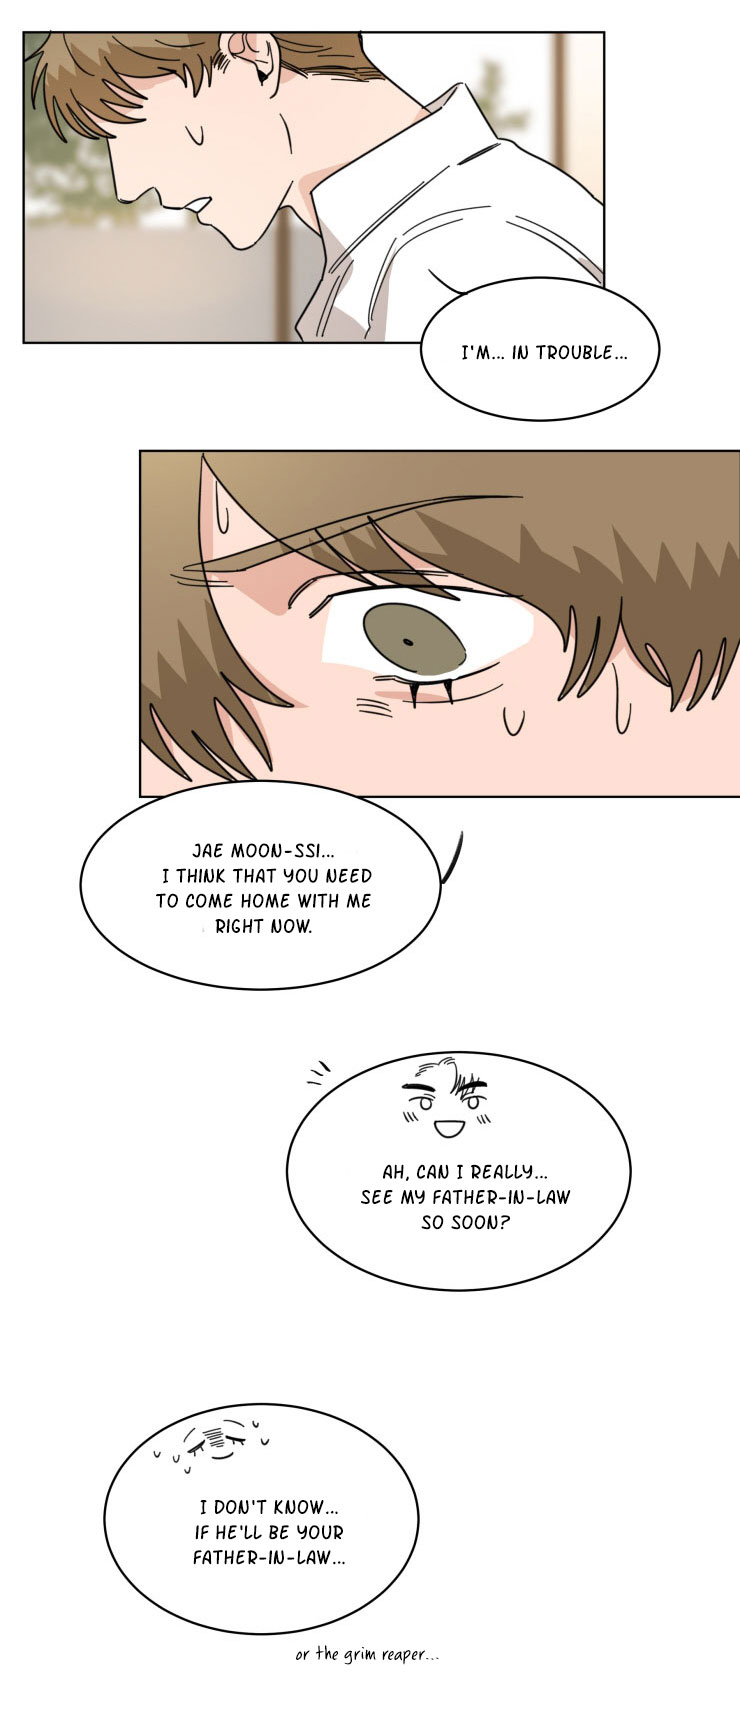 I'M... IN TROUBLE...
JAE MOON-SSI...
I THINK THAT YOU NEED
TO COME HOME WITH ME
RIGHT NOW.
AH, CAN I REALLY...
SEE MY FATHER-IN-LAW
SO SOON?
I DON'T KNOW...
IF HE'LL BE YOUR
FATHER-IN-LAW...
or the grim reaper...